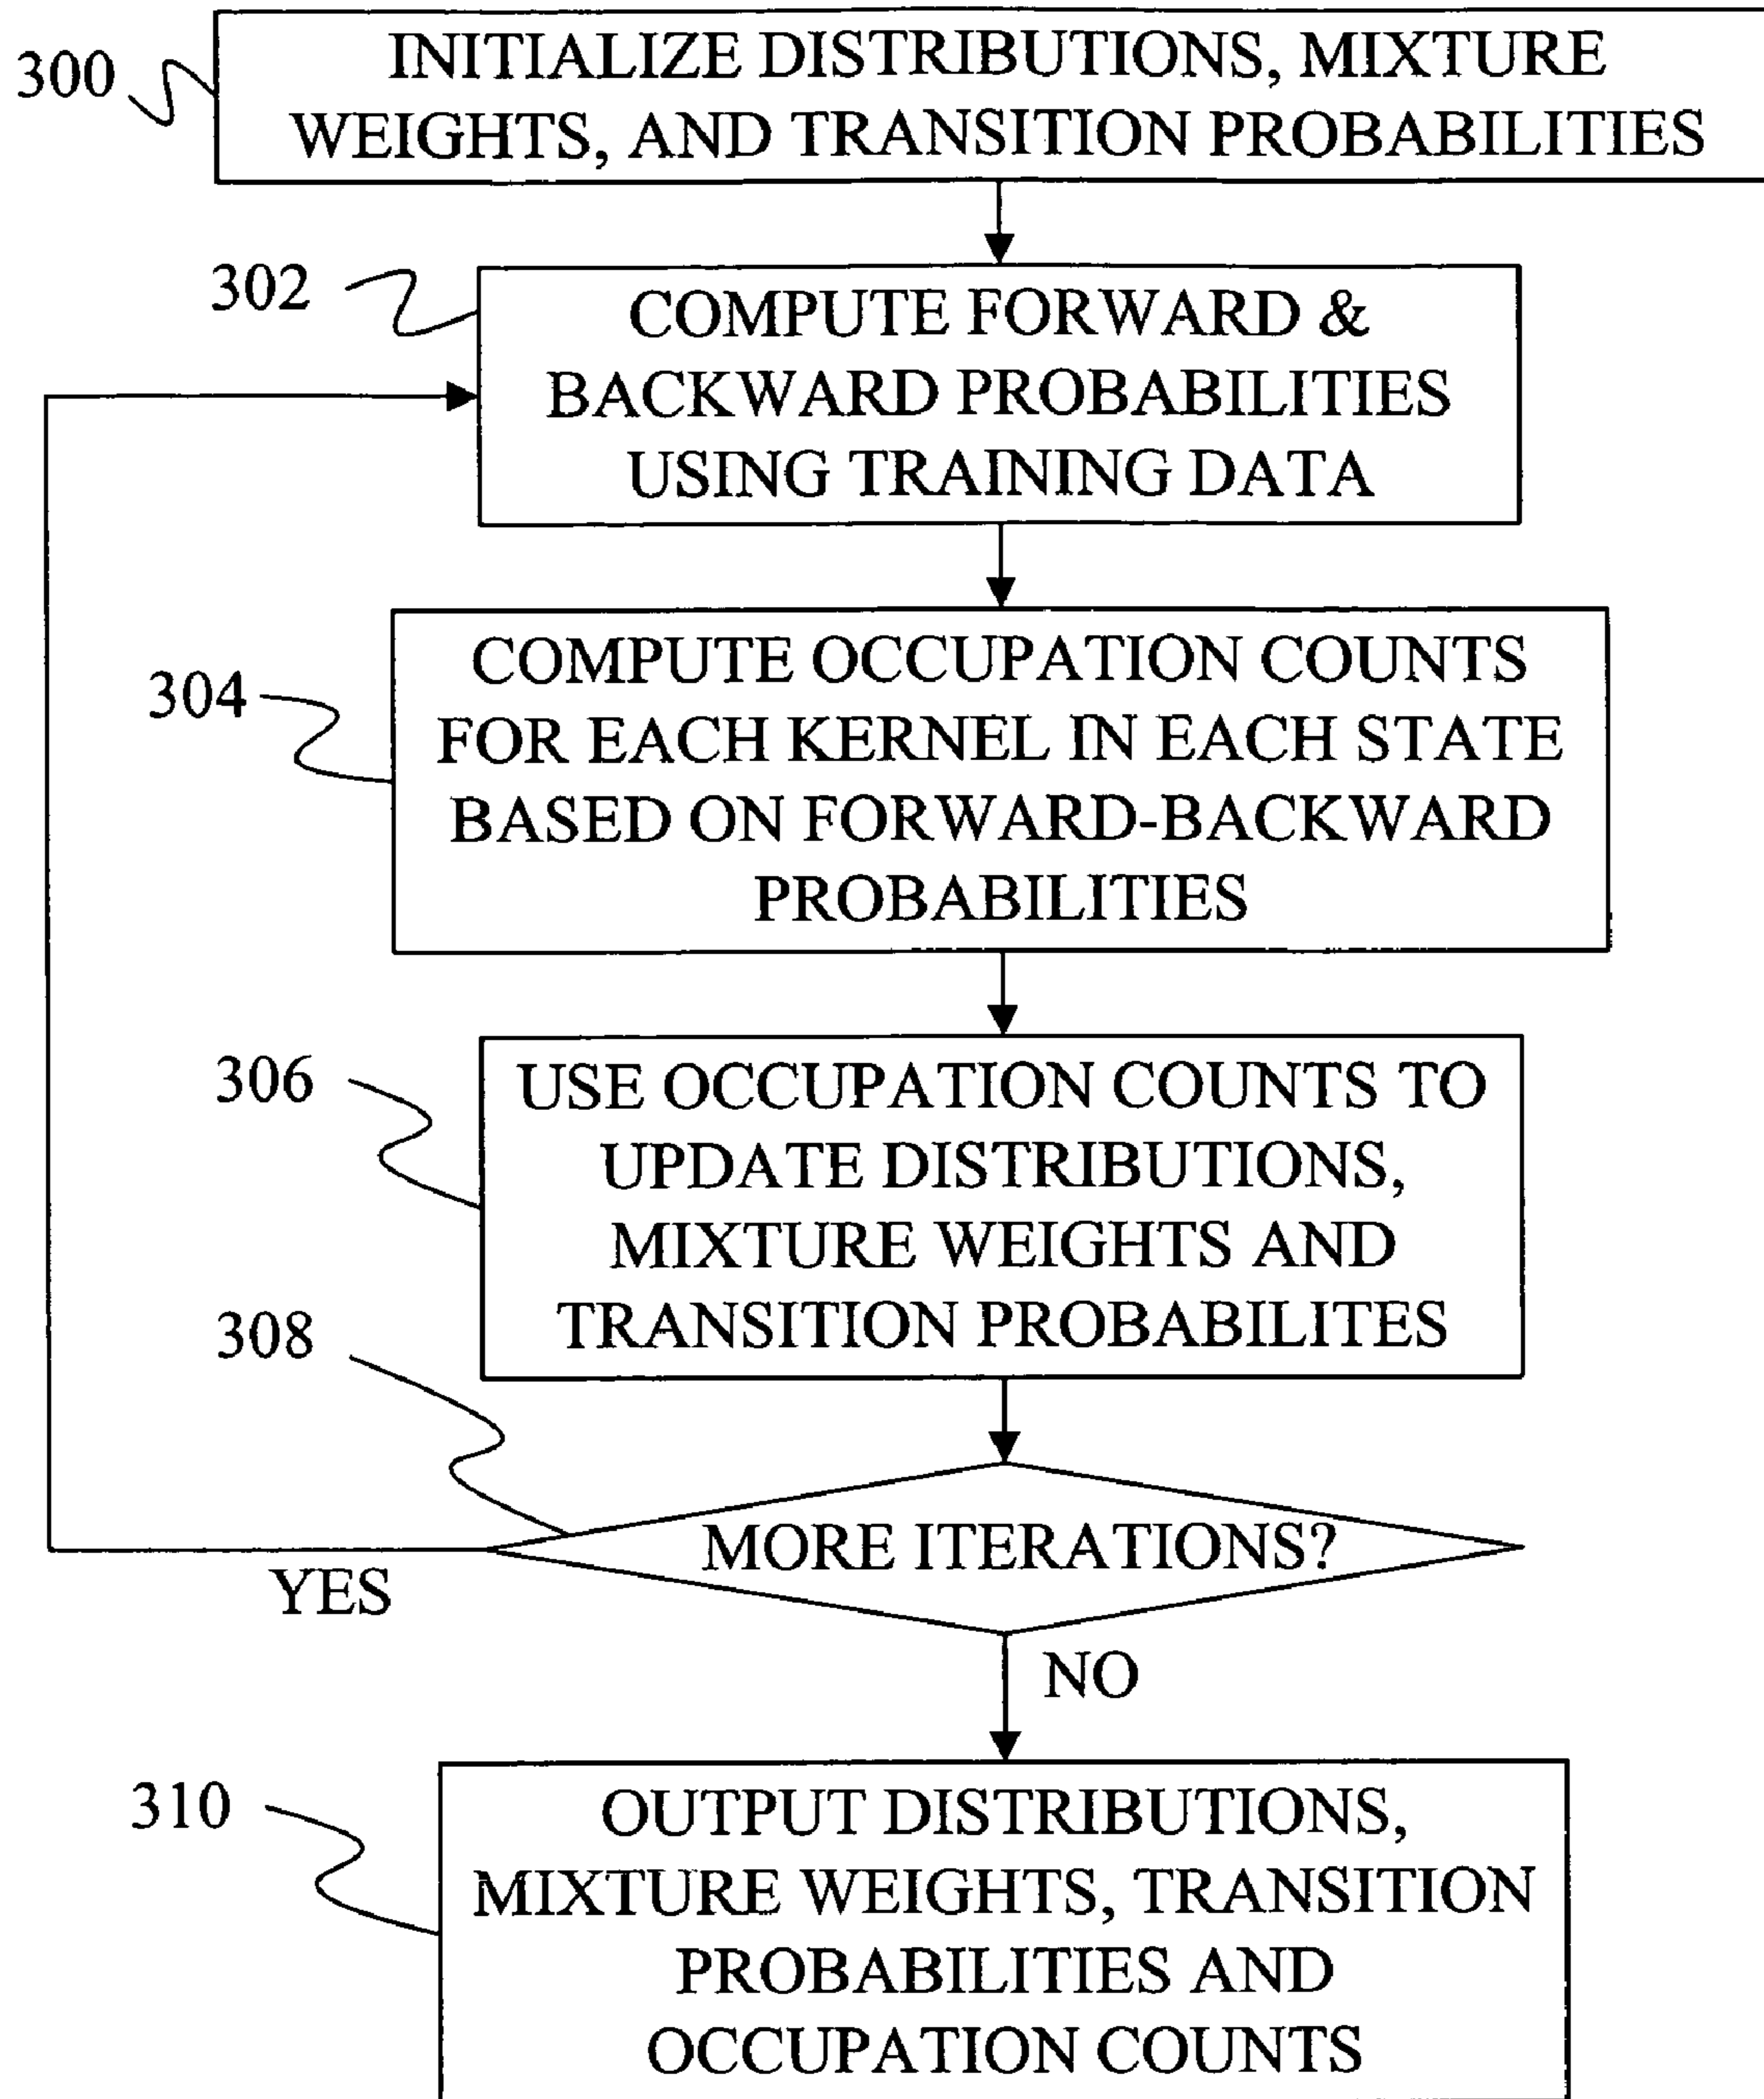 300
INITIALIZE DISTRIBUTIONS, MIXTURE
WEIGHTS, AND TRANSITION PROBABILITIES
302
COMPUTE FORWARD &
BACKWARD PROBABILITIES
USING TRAINING DATA
304
COMPUTE OCCUPATION COUNTS
FOR EACH KERNEL IN EACH STATE
BASED ON FORWARD-BACKWARD
PROBABILITIES
306
USE OCCUPATION COUNTS TO
UPDATE DISTRIBUTIONS,
MIXTURE WEIGHTS AND
TRANSITION PROBABILITES
308
MORE ITERATIONS?
YES
NO
310
OUTPUT DISTRIBUTIONS,
MIXTURE WEIGHTS, TRANSITION
PROBABILITIES AND
OCCUPATION COUNTS